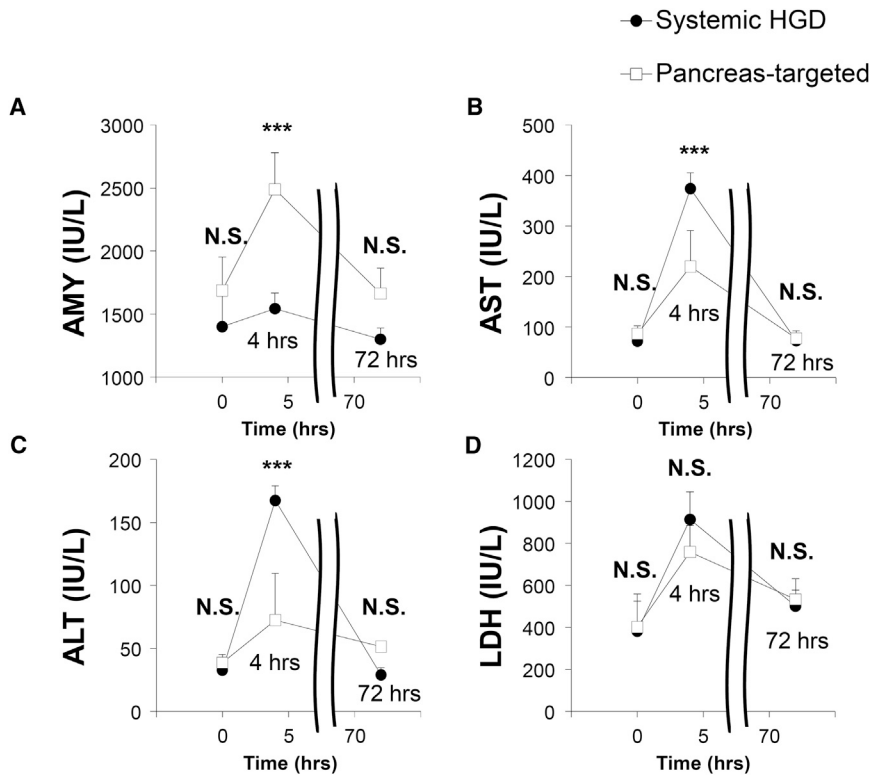 Systemic HGD
Pancreas-targeted
A
AMY (IU/L)
3000
2500
2000
1500
1000
***
N.S.
N.S.
4 hrs
72 hrs
0 5 70
Time (hrs)
B
AST (IU/L)
500
400
300
200
100
0
***
N.S.
N.S.
4 hrs
72 hrs
0 5 70
Time (hrs)
C
ALT (IU/L)
200
150
100
50
0
***
N.S.
N.S.
4 hrs
72 hrs
0 5 70
Time (hrs)
D
LDH (IU/L)
1200
1000
800
600
400
200
0
N.S.
N.S.
N.S.
4 hrs
72 hrs
0 5 70
Time (hrs)